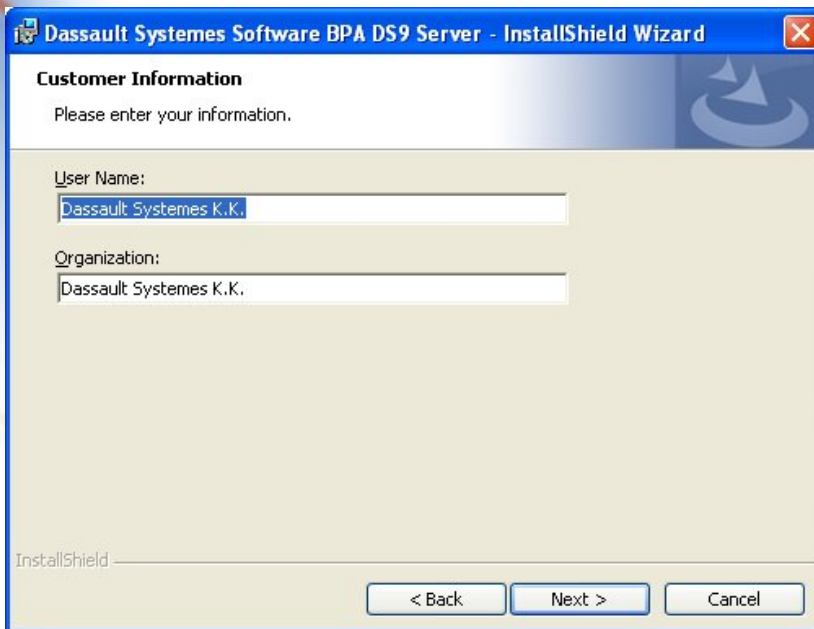 Dassault Systemes Software BPA DS9 Server - InstallShield Wizard
Customer Information
Please enter your information.
User Name:
Dassault Systemes K.K.
Organization:
Dassault Systemes K.K.
InstallShield
< Back
Next >
Cancel